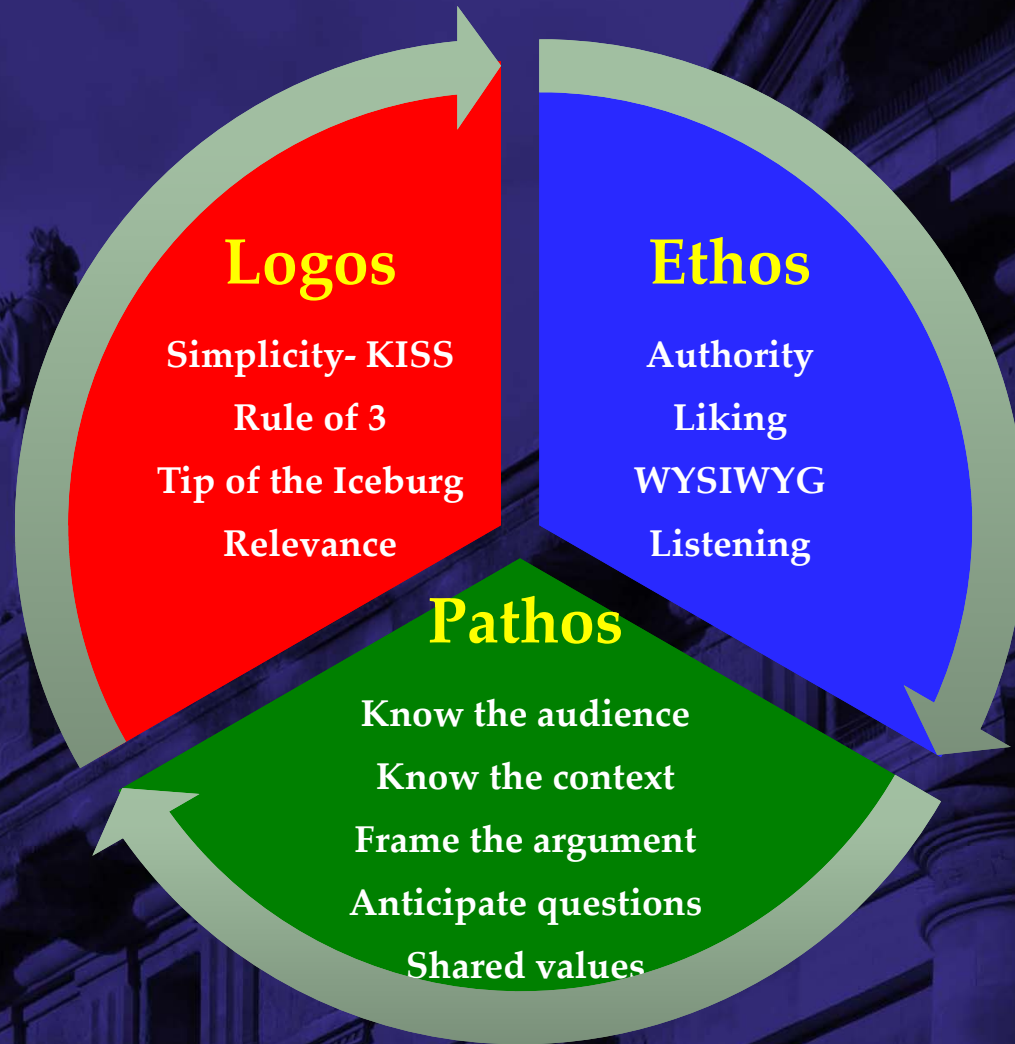 Logos
Simplicity- KISS
Rule of 3
Tip of the Iceburg
Relevance
Ethos
Authority
Liking
WYSIWYG
Listening
Pathos
Know the audience
Know the context
Frame the argument
Anticipate questions
Shared values